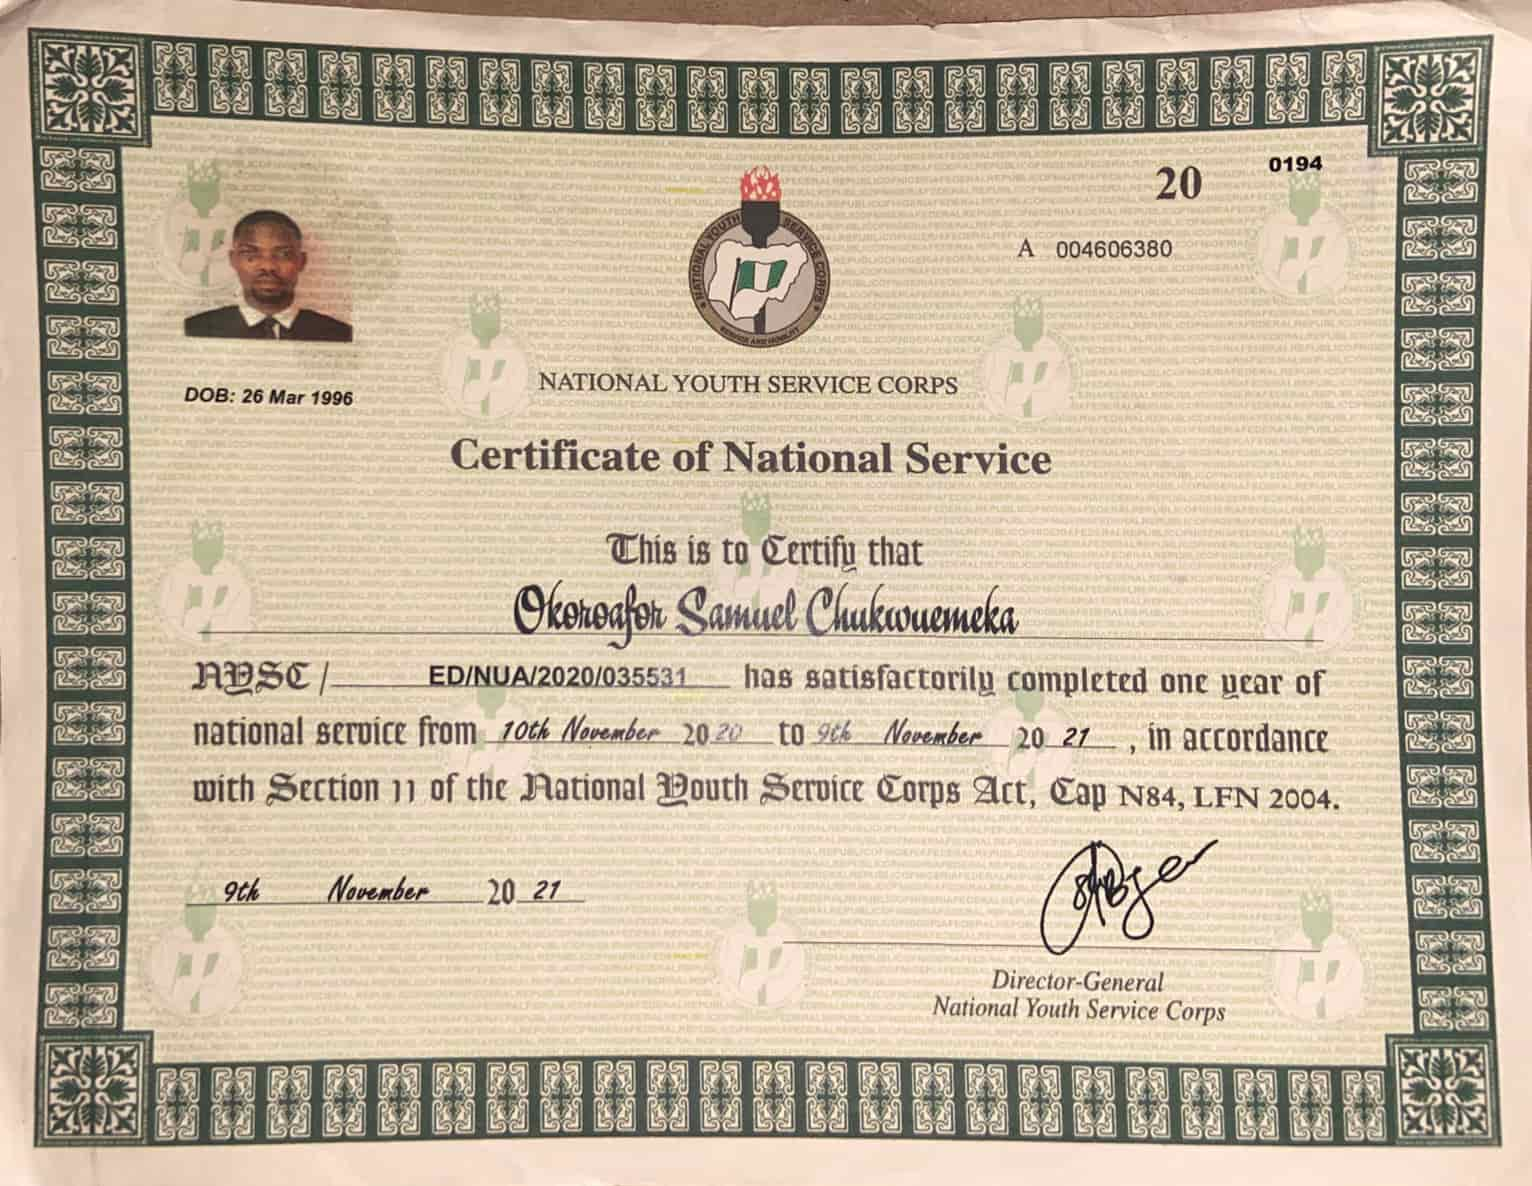 20
0194
A 004606380
NATIONAL YOUTH SERVICE CORPS
SERVICE AND HUMILITY
DOB: 26 Mar 1996
NATIONAL YOUTH SERVICE CORPS
Certificate of National Service
This is to Certify that
Okoroafor Samuel Chukwuemeka
NYSC/ ED/NUA/2020/035531 has satisfactorily completed one year of
national service from 10th November 2020 to 9th November 2021, in accordance
with Section 11 of the National Youth Service Corps Act, Cap N84, LFN 2004.
9th November 2021
Director-General
National Youth Service Corps